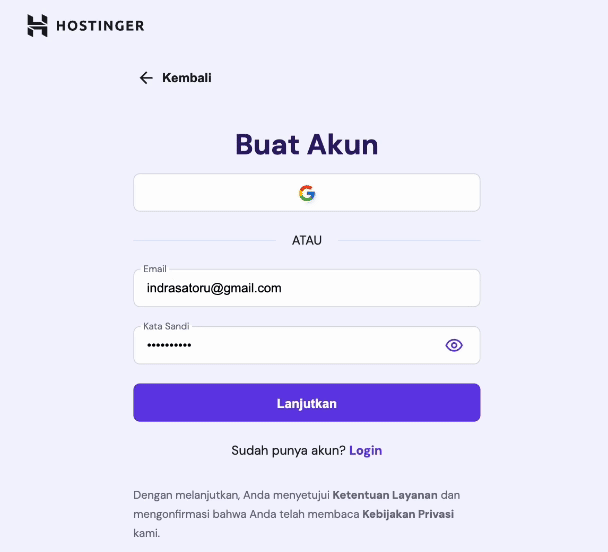 HOSTINGER
Kembali
Buat Akun
ATAU
Email
indrasatoru@gmail.com
Kata Sandi
••••••••••
Lanjutkan
Sudah punya akun? Login
Dengan melanjutkan, Anda menyetujui Ketentuan Layanan dan
mengonfirmasi bahwa Anda telah membaca Kebijakan Privasi
kami.